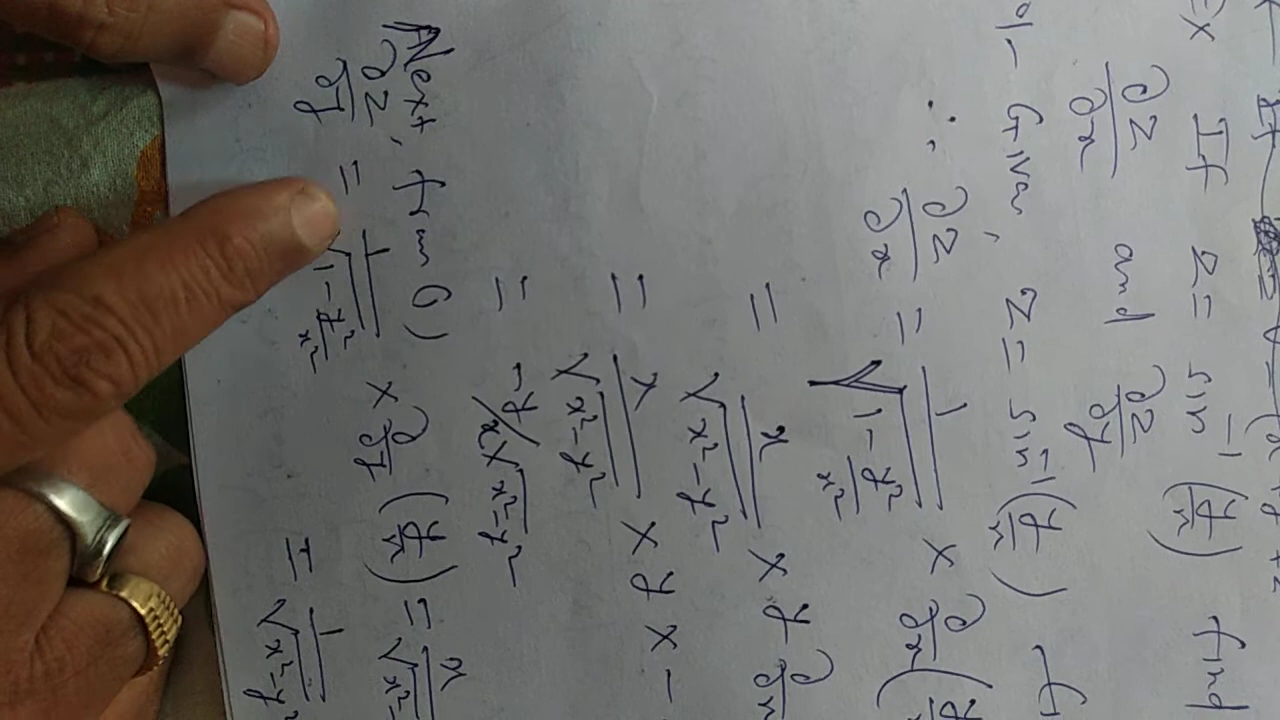 Ex If z = sin⁻¹(y/x) find
∂z/∂x and ∂z/∂y
Given, z = sin⁻¹(y/x)
∴ ∂z/∂x = 1/√(1-y²/x²) × ∂/∂x (y/x
= x/√(x²-y²) × y ∂/∂x
= x/√(x²-y²) × y × -
= -y/x√(x²-y²)
Next, from ① 
∂z/∂y = 1/√(1-y²/x²) × ∂/∂y (y/x) = x/√(x²-
= 1/√(x²-y²